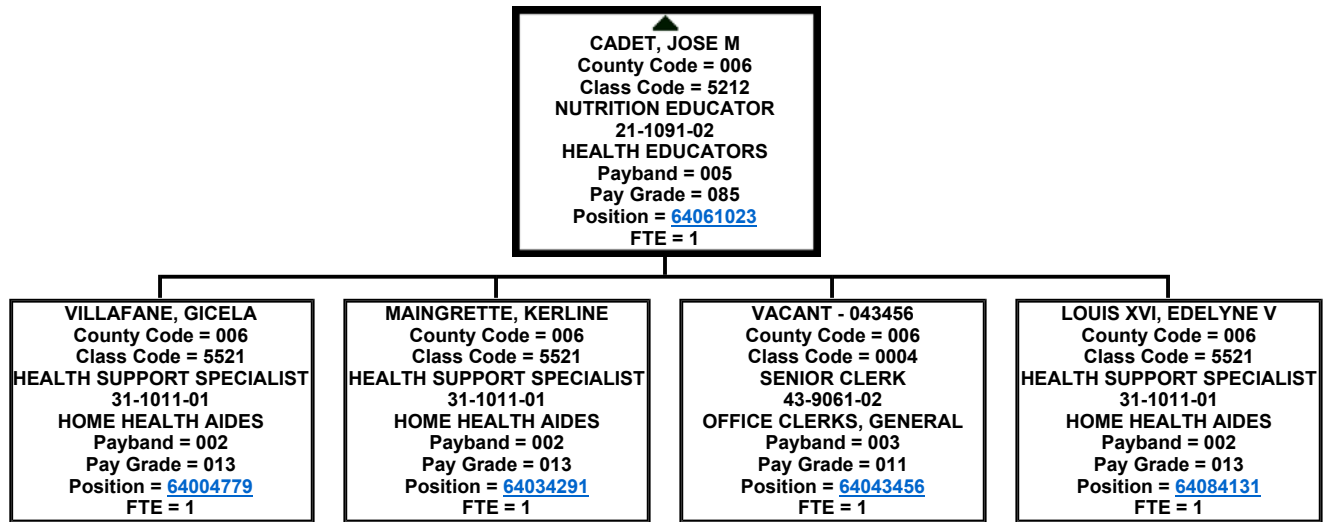 CADET, JOSE M
County Code = 006
Class Code = 5212
NUTRITION EDUCATOR
21-1091-02
HEALTH EDUCATORS
Payband = 005
Pay Grade = 085
Position = 64061023
FTE = 1
VILLAFANE, GICELA
County Code = 006
Class Code = 5521
HEALTH SUPPORT SPECIALIST
31-1011-01
HOME HEALTH AIDES
Payband = 002
Pay Grade = 013
Position = 64004779
FTE = 1
MAINGRETTE, KERLINE
County Code = 006
Class Code = 5521
HEALTH SUPPORT SPECIALIST
31-1011-01
HOME HEALTH AIDES
Payband = 002
Pay Grade = 013
Position = 64034291
FTE = 1
VACANT - 043456
County Code = 006
Class Code = 0004
SENIOR CLERK
43-9061-02
OFFICE CLERKS, GENERAL
Payband = 003
Pay Grade = 011
Position = 64043456
FTE = 1
LOUIS XVI, EDELYNE V
County Code = 006
Class Code = 5521
HEALTH SUPPORT SPECIALIST
31-1011-01
HOME HEALTH AIDES
Payband = 002
Pay Grade = 013
Position = 64084131
FTE = 1